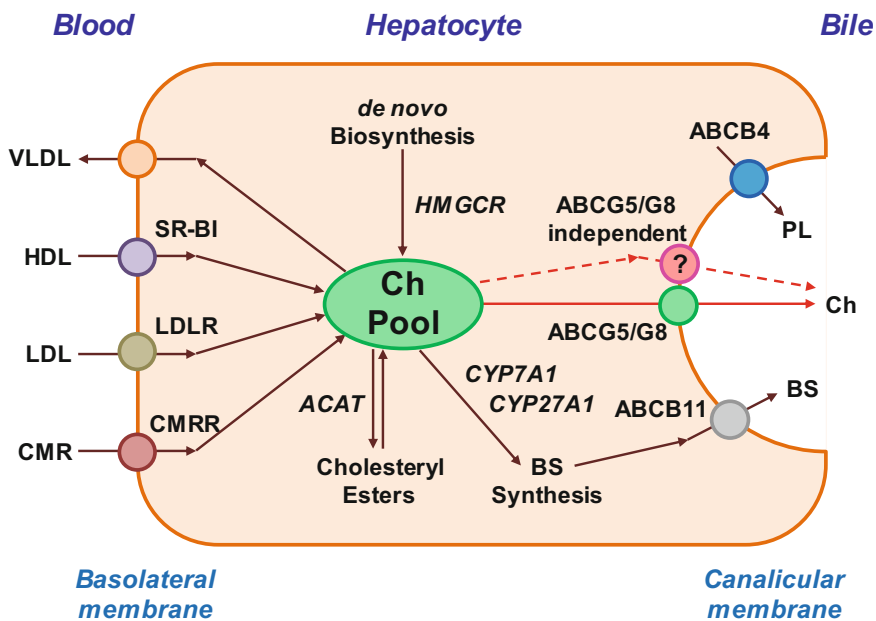 Blood
Hepatocyte
Bile
de novo
Biosynthesis
ABCB4
VLDL
HMGCR
ABCG5/G8
independent
SR-BI
PL
HDL
?
Ch
Pool
Ch
LDLR
ABCG5/G8
LDL
CYP7A1
CYP27A1
ACAT
ABCB11
BS
CMRR
CMR
Cholesteryl
Esters
BS
Synthesis
Basolateral
membrane
Canalicular
membrane